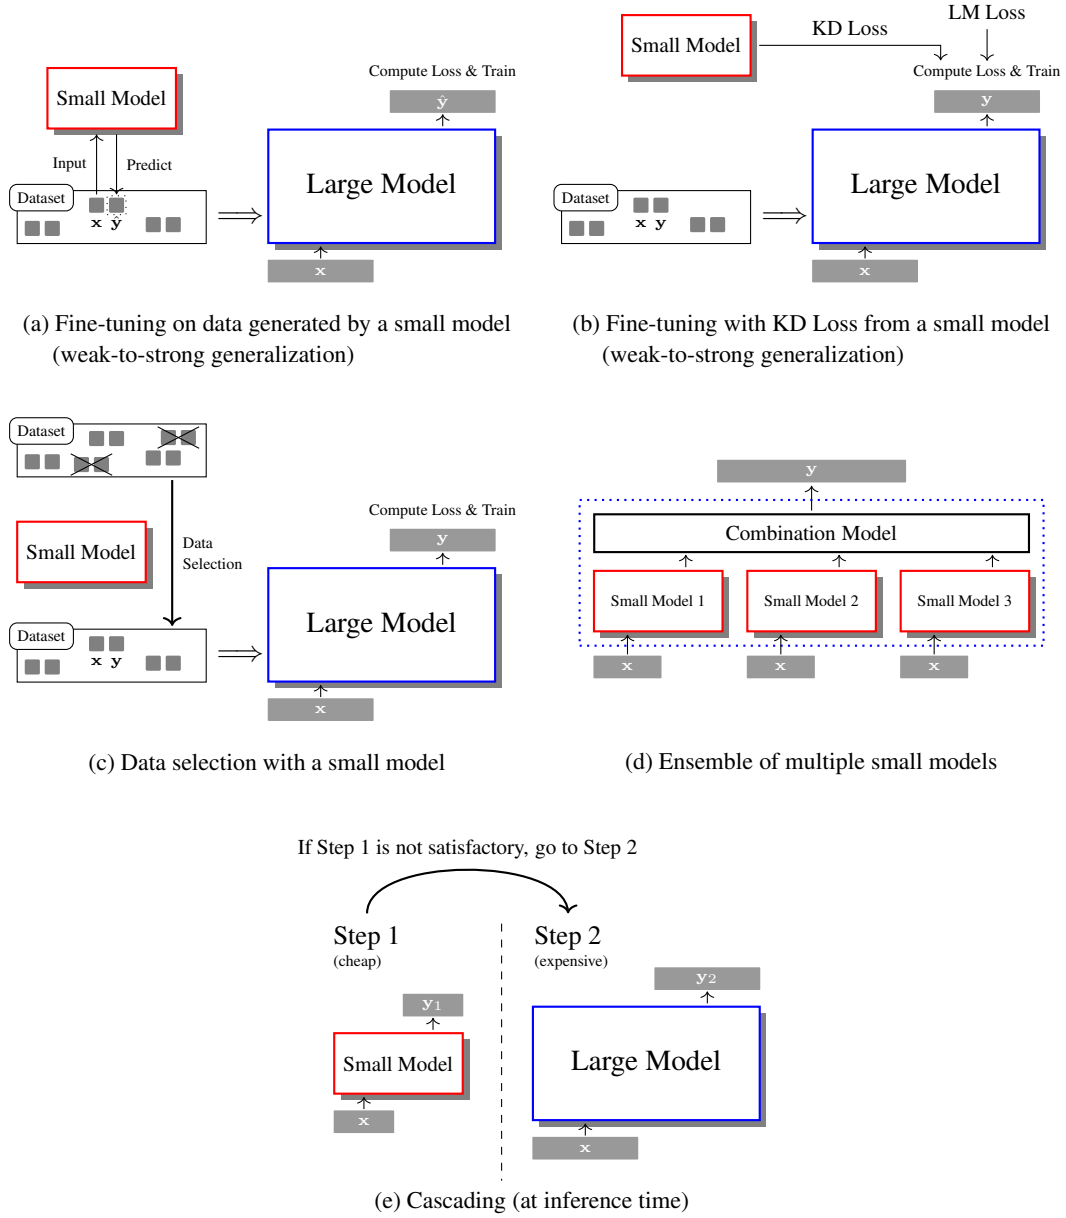 Small Model
Input
Predict
Dataset
x ŷ
Compute Loss & Train
ŷ
Large Model
x
(a) Fine-tuning on data generated by a small model
(weak-to-strong generalization)
Small Model
KD Loss
LM Loss
Compute Loss & Train
y
Dataset
x y
Large Model
x
(b) Fine-tuning with KD Loss from a small model
(weak-to-strong generalization)
Dataset
Small Model
Data
Selection
Dataset
x y
Compute Loss & Train
y
Large Model
x
(c) Data selection with a small model
y
Combination Model
Small Model 1
Small Model 2
Small Model 3
x
x
x
(d) Ensemble of multiple small models
If Step 1 is not satisfactory, go to Step 2
Step 1
(cheap)
y₁
Small Model
x
Step 2
(expensive)
y₂
Large Model
x
(e) Cascading (at inference time)